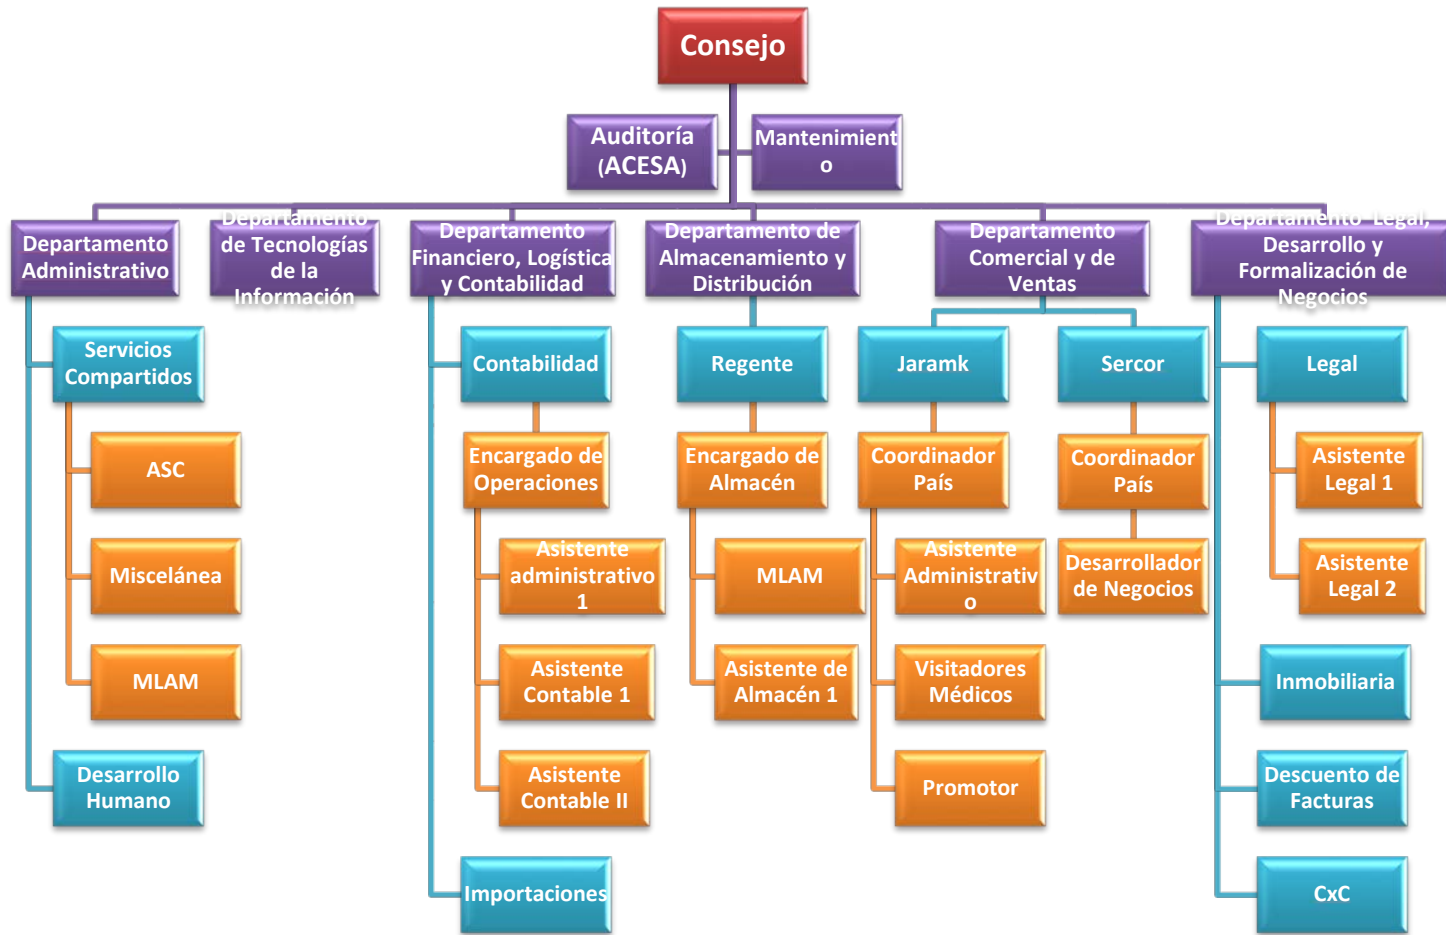 Consejo
Auditoría
(ACESA)
Mantenimient
o
Departamento
Administrativo
Departamento
de Tecnologías
de la
Información
Departamento
Financiero, Logística
y Contabilidad
Departamento de
Almacenamiento y
Distribución
Departamento
Comercial y de
Ventas
Departamento Legal,
Desarrollo y
Formalización de
Negocios
Servicios
Compartidos
Contabilidad
Regente
Jaramk
Sercor
Legal
ASC
Encargado de
Operaciones
Encargado de
Almacén
Coordinador
País
Coordinador
País
Asistente
Legal 1
Miscelánea
Asistente
administrativo
1
MLAM
Asistente
Administrativ
o
Desarrollador
de Negocios
Asistente
Legal 2
MLAM
Asistente
Contable 1
Asistente de
Almacén 1
Visitadores
Médicos
Inmobiliaria
Desarrollo
Humano
Asistente
Contable II
Promotor
Descuento de
Facturas
Importaciones
CxC